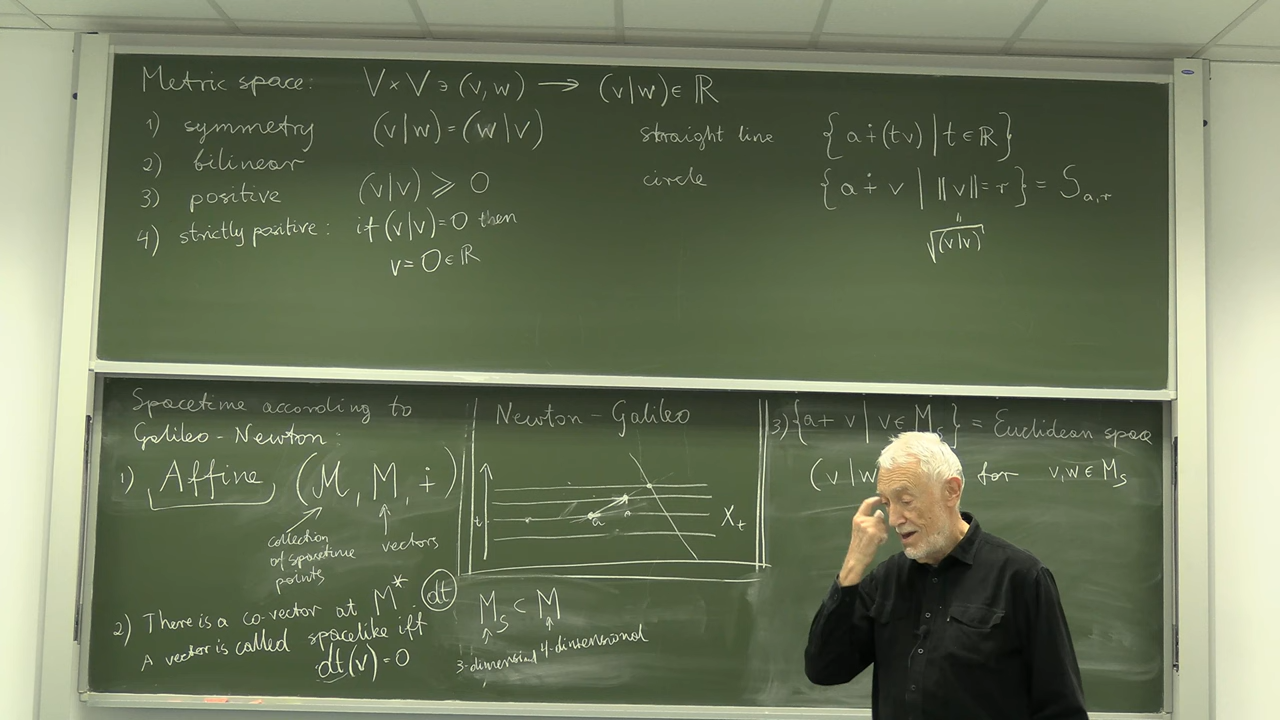 Metric space: V × V ∋ (v, w) → (v|w) ∈ ℝ
1) symmetry (v|w) = (w|v)
2) bilinear
3) positive (v|v) ⩾ 0
4) strictly positive: if (v|v) = 0 then
v = 0 ∈ ℝ
straight line {a ∔ (tv) | t ∈ ℝ}
circle {a ∔ v | ‖v‖ = r} = S_{a,r}
"
√(v|v)
Spacetime according to
Galileo-Newton:
1) Affine (M, M, ∔)
collection
of spacetime
points
vectors
2) There is a co-vector at M* dt
A vector is called spacelike iff
dt(v) = 0
Newton - Galileo
t
a
X_t
M_S ⊂ M
3-dimensional 4-dimensional
3) {a + v | v ∈ M_S} = Euclidean space
(v|w for v, w ∈ M_S